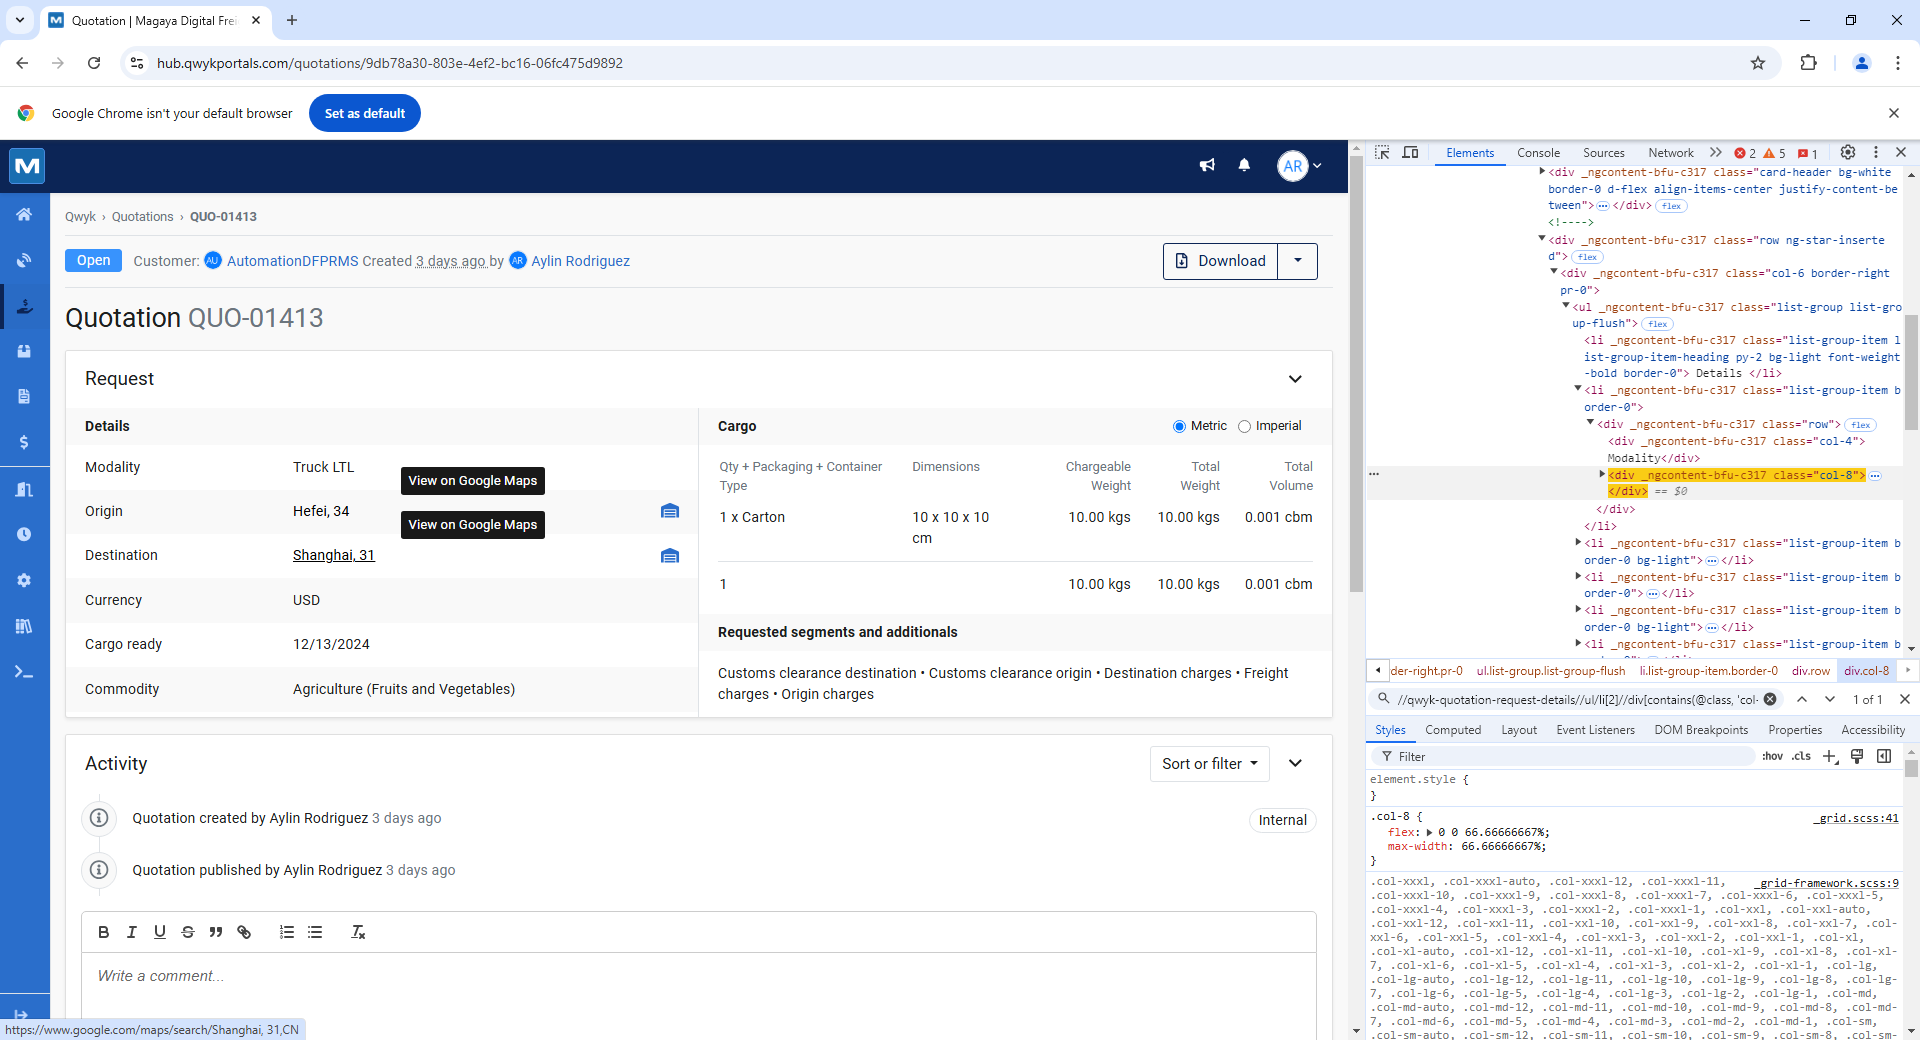 Quotation | Magaya Digital Frei
hub.qwykportals.com/quotations/9db78a30-803e-4ef2-bc16-06fc475d9892
Google Chrome isn't your default browser
Set as default
M
AR
Qwyk › Quotations › QUO-01413
Open
Customer: AU AutomationDFPRMS Created 3 days ago by AR Aylin Rodriguez
Download
Quotation QUO-01413
Request
Details
Modality Truck LTL
View on Google Maps
Origin Hefei, 34
View on Google Maps
Destination Shanghai, 31
Currency USD
Cargo ready 12/13/2024
Commodity Agriculture (Fruits and Vegetables)
Cargo
Metric Imperial
Qty + Packaging + Container Type Dimensions Chargeable Weight Total Weight Total Volume
1 x Carton 10 x 10 x 10 cm 10.00 kgs 10.00 kgs 0.001 cbm
1 10.00 kgs 10.00 kgs 0.001 cbm
Requested segments and additionals
Customs clearance destination • Customs clearance origin • Destination charges • Freight
charges • Origin charges
Activity
Sort or filter
Quotation created by Aylin Rodriguez 3 days ago
Internal
Quotation published by Aylin Rodriguez 3 days ago
Write a comment...
https://www.google.com/maps/search/Shanghai, 31,CN
Elements Console Sources Network 2 5 1
<div _ngcontent-bfu-c317 class="card-header bg-white
border-0 d-flex align-items-center justify-content-be
tween"> … </div> flex
<!---->
<div _ngcontent-bfu-c317 class="row ng-star-inserte
d"> flex
<div _ngcontent-bfu-c317 class="col-6 border-right
pr-0">
<ul _ngcontent-bfu-c317 class="list-group list-gro
up-flush"> flex
<li _ngcontent-bfu-c317 class="list-group-item l
ist-group-item-heading py-2 bg-light font-weight
-bold border-0"> Details </li>
<li _ngcontent-bfu-c317 class="list-group-item b
order-0">
<div _ngcontent-bfu-c317 class="row"> flex
<div _ngcontent-bfu-c317 class="col-4">
Modality</div>
<div _ngcontent-bfu-c317 class="col-8"> …
</div> == $0
</div>
</li>
<li _ngcontent-bfu-c317 class="list-group-item b
order-0 bg-light"> … </li>
<li _ngcontent-bfu-c317 class="list-group-item b
order-0"> … </li>
<li _ngcontent-bfu-c317 class="list-group-item b
order-0 bg-light"> … </li>
<li _ngcontent-bfu-c317 class="list-group-item b
der-right.pr-0 ul.list-group.list-group-flush li.list-group-item.border-0 div.row div.col-8
//qwyk-quotation-request-details//ul/li[2]//div[contains(@class, 'col- 1 of 1
Styles Computed Layout Event Listeners DOM Breakpoints Properties Accessibility
Filter :hov .cls
element.style {
}
.col-8 { _grid.scss:41
flex: 0 0 66.66666667%;
max-width: 66.66666667%;
}
.col-xxxl, .col-xxxl-auto, .col-xxxl-12, .col-xxxl-11, _grid-framework.scss:9
.col-xxxl-10, .col-xxxl-9, .col-xxxl-8, .col-xxxl-7, .col-xxxl-6, .col-xxxl-5,
.col-xxxl-4, .col-xxxl-3, .col-xxxl-2, .col-xxxl-1, .col-xxl, .col-xxl-auto,
.col-xxl-12, .col-xxl-11, .col-xxl-10, .col-xxl-9, .col-xxl-8, .col-xxl-7, .col-
xxl-6, .col-xxl-5, .col-xxl-4, .col-xxl-3, .col-xxl-2, .col-xxl-1, .col-xl,
.col-xl-auto, .col-xl-12, .col-xl-11, .col-xl-10, .col-xl-9, .col-xl-8, .col-xl-
7, .col-xl-6, .col-xl-5, .col-xl-4, .col-xl-3, .col-xl-2, .col-xl-1, .col-lg,
.col-lg-auto, .col-lg-12, .col-lg-11, .col-lg-10, .col-lg-9, .col-lg-8, .col-lg-
7, .col-lg-6, .col-lg-5, .col-lg-4, .col-lg-3, .col-lg-2, .col-lg-1, .col-md,
.col-md-auto, .col-md-12, .col-md-11, .col-md-10, .col-md-9, .col-md-8, .col-md-
7, .col-md-6, .col-md-5, .col-md-4, .col-md-3, .col-md-2, .col-md-1, .col-sm,
.col-sm-auto, .col-sm-12, .col-sm-11, .col-sm-10, .col-sm-9, .col-sm-8, .col-sm-